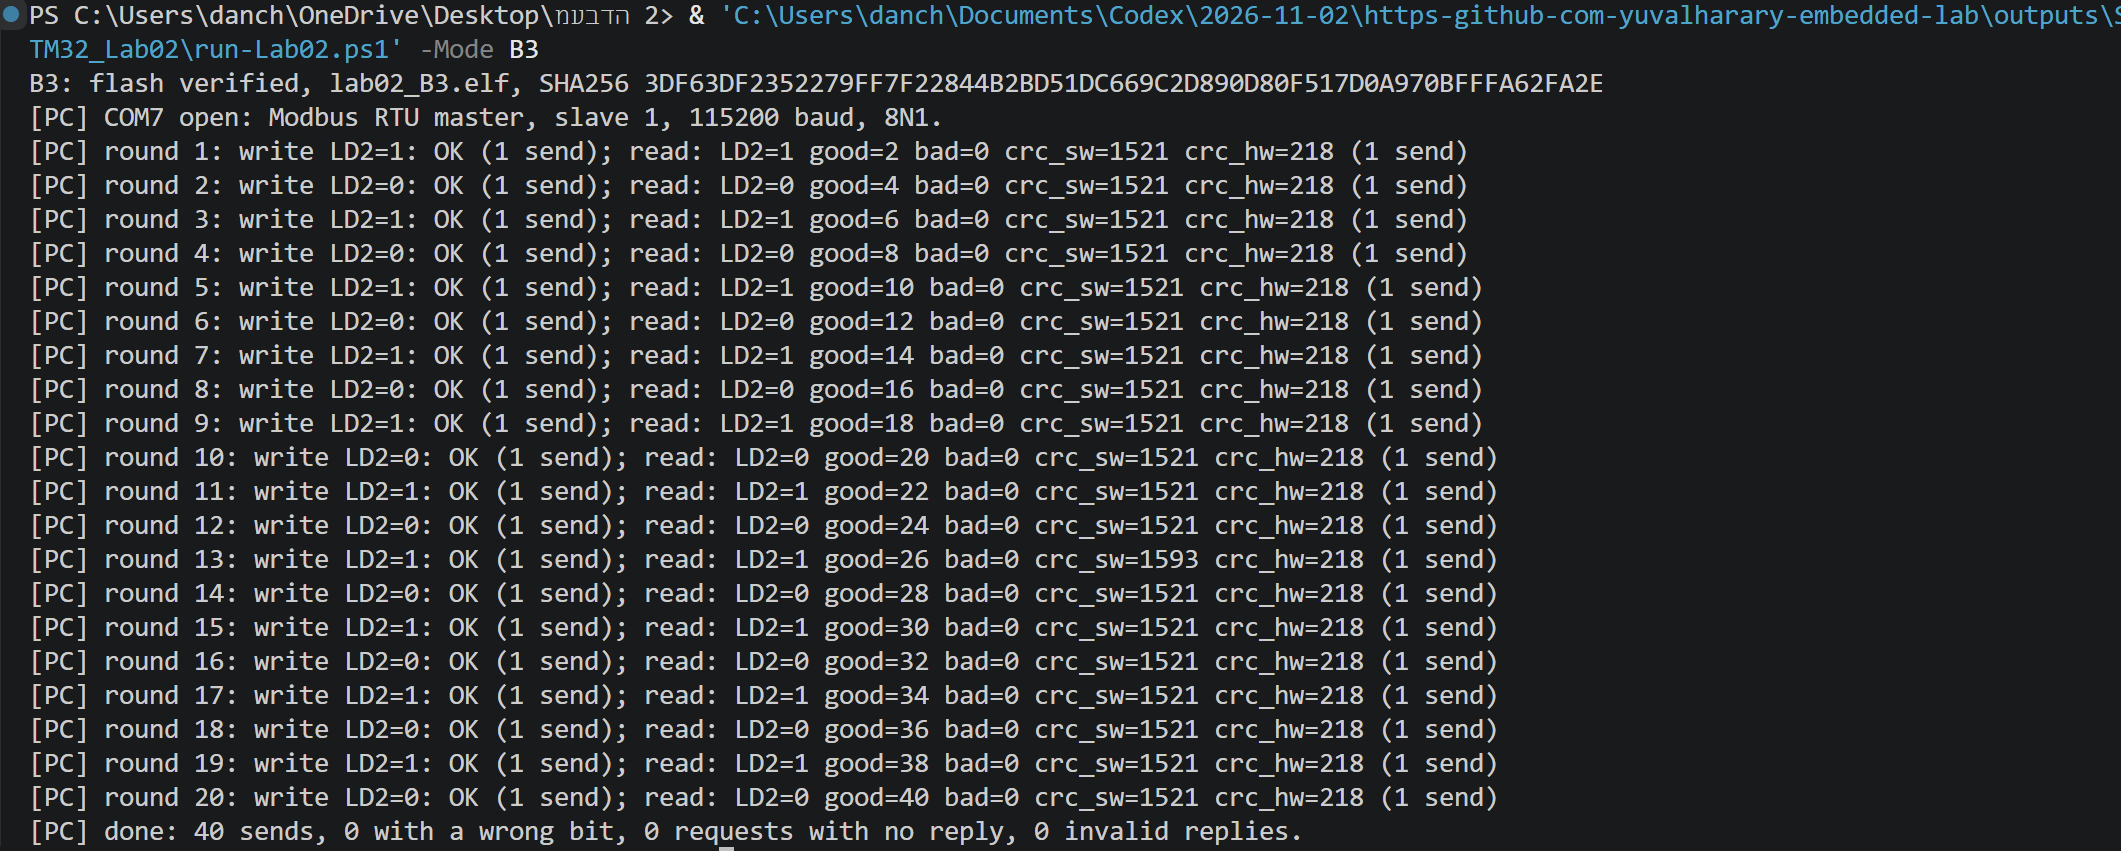 PS C:\Users\danch\OneDrive\Desktop\הדבעמ 2> & 'C:\Users\danch\Documents\Codex\2026-11-02\https-github-com-yuvalharary-embedded-lab\outputs\S
TM32_Lab02\run-Lab02.ps1' -Mode B3
B3: flash verified, lab02_B3.elf, SHA256 3DF63DF2352279FF7F22844B2BD51DC669C2D890D80F517D0A970BFFFA62FA2E
[PC] COM7 open: Modbus RTU master, slave 1, 115200 baud, 8N1.
[PC] round 1: write LD2=1: OK (1 send); read: LD2=1 good=2 bad=0 crc_sw=1521 crc_hw=218 (1 send)
[PC] round 2: write LD2=0: OK (1 send); read: LD2=0 good=4 bad=0 crc_sw=1521 crc_hw=218 (1 send)
[PC] round 3: write LD2=1: OK (1 send); read: LD2=1 good=6 bad=0 crc_sw=1521 crc_hw=218 (1 send)
[PC] round 4: write LD2=0: OK (1 send); read: LD2=0 good=8 bad=0 crc_sw=1521 crc_hw=218 (1 send)
[PC] round 5: write LD2=1: OK (1 send); read: LD2=1 good=10 bad=0 crc_sw=1521 crc_hw=218 (1 send)
[PC] round 6: write LD2=0: OK (1 send); read: LD2=0 good=12 bad=0 crc_sw=1521 crc_hw=218 (1 send)
[PC] round 7: write LD2=1: OK (1 send); read: LD2=1 good=14 bad=0 crc_sw=1521 crc_hw=218 (1 send)
[PC] round 8: write LD2=0: OK (1 send); read: LD2=0 good=16 bad=0 crc_sw=1521 crc_hw=218 (1 send)
[PC] round 9: write LD2=1: OK (1 send); read: LD2=1 good=18 bad=0 crc_sw=1521 crc_hw=218 (1 send)
[PC] round 10: write LD2=0: OK (1 send); read: LD2=0 good=20 bad=0 crc_sw=1521 crc_hw=218 (1 send)
[PC] round 11: write LD2=1: OK (1 send); read: LD2=1 good=22 bad=0 crc_sw=1521 crc_hw=218 (1 send)
[PC] round 12: write LD2=0: OK (1 send); read: LD2=0 good=24 bad=0 crc_sw=1521 crc_hw=218 (1 send)
[PC] round 13: write LD2=1: OK (1 send); read: LD2=1 good=26 bad=0 crc_sw=1593 crc_hw=218 (1 send)
[PC] round 14: write LD2=0: OK (1 send); read: LD2=0 good=28 bad=0 crc_sw=1521 crc_hw=218 (1 send)
[PC] round 15: write LD2=1: OK (1 send); read: LD2=1 good=30 bad=0 crc_sw=1521 crc_hw=218 (1 send)
[PC] round 16: write LD2=0: OK (1 send); read: LD2=0 good=32 bad=0 crc_sw=1521 crc_hw=218 (1 send)
[PC] round 17: write LD2=1: OK (1 send); read: LD2=1 good=34 bad=0 crc_sw=1521 crc_hw=218 (1 send)
[PC] round 18: write LD2=0: OK (1 send); read: LD2=0 good=36 bad=0 crc_sw=1521 crc_hw=218 (1 send)
[PC] round 19: write LD2=1: OK (1 send); read: LD2=1 good=38 bad=0 crc_sw=1521 crc_hw=218 (1 send)
[PC] round 20: write LD2=0: OK (1 send); read: LD2=0 good=40 bad=0 crc_sw=1521 crc_hw=218 (1 send)
[PC] done: 40 sends, 0 with a wrong bit, 0 requests with no reply, 0 invalid replies.